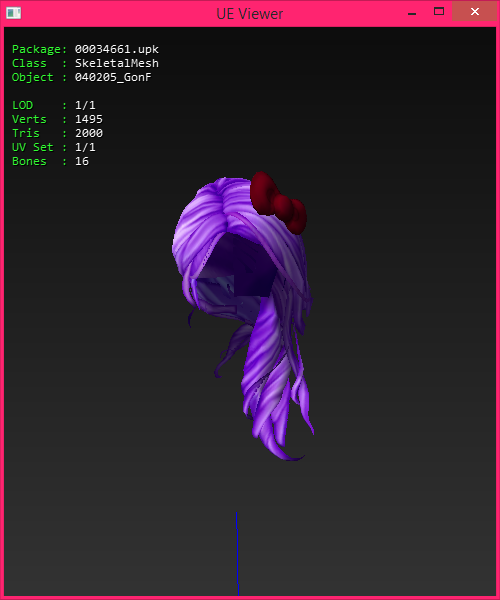 UE Viewer
Package: 00034661.upk
Class  : SkeletalMesh
Object : 040205_GonF
LOD    : 1/1
Verts  : 1495
Tris   : 2000
UV Set : 1/1
Bones  : 16